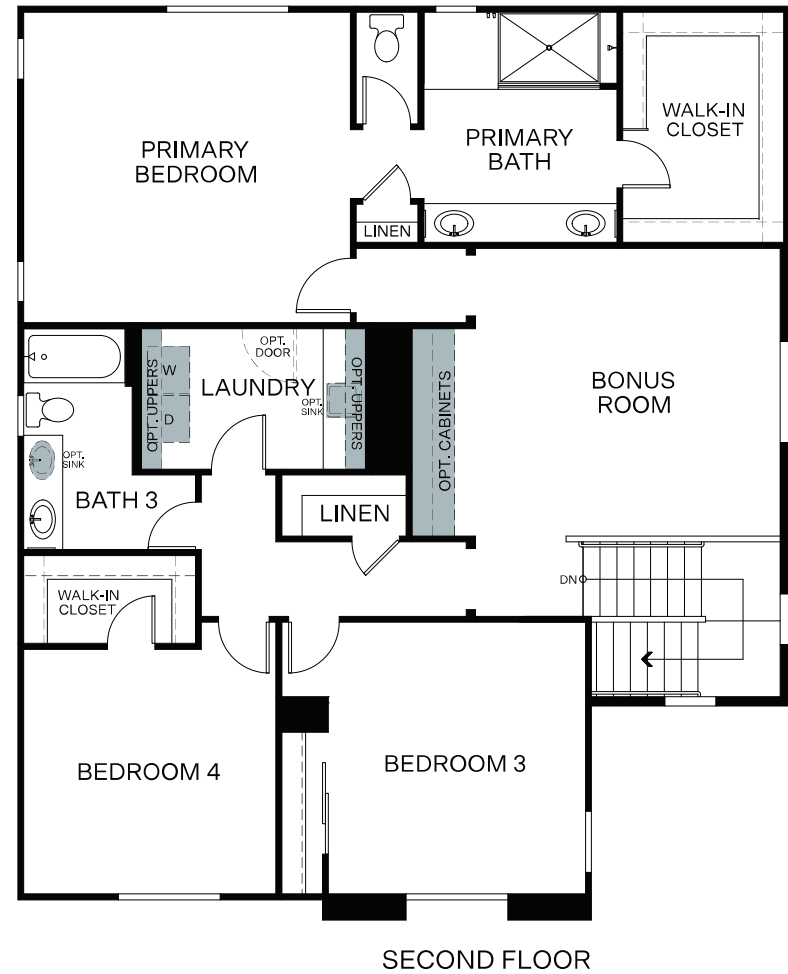 WALK-IN
CLOSET
PRIMARY
BATH
PRIMARY
BEDROOM
LINEN
OPT.
DOOR
W
LAUNDRY
OPT. UPPERS
OPT. UPPERS
OPT.
SINK
D
OPT. CABINETS
BONUS
ROOM
OPT.
SINK
BATH 3
LINEN
DN
WALK-IN
CLOSET
BEDROOM 4
BEDROOM 3
SECOND FLOOR